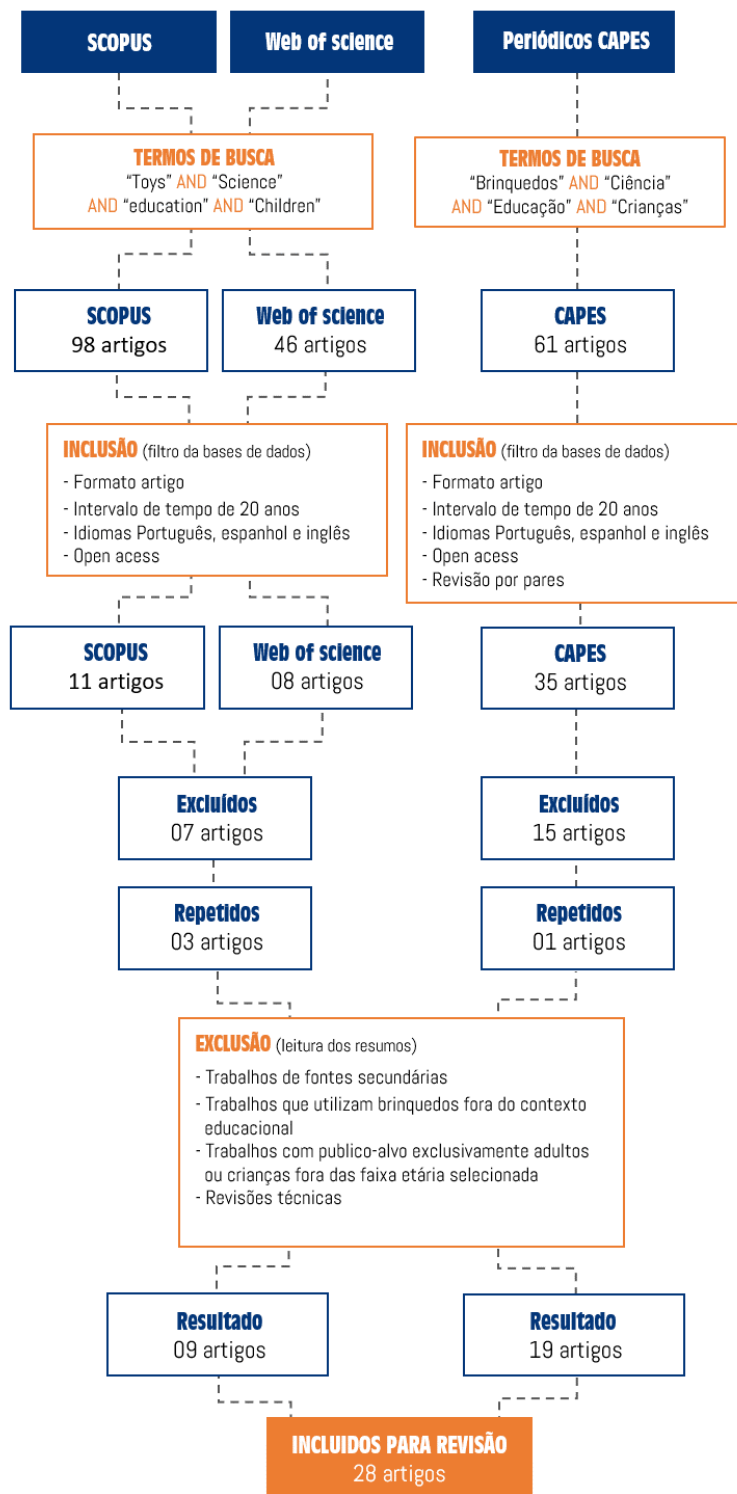 SCOPUS
Web of science
Periódicos CAPES
TERMOS DE BUSCA
“Toys” AND “Science”
AND “education” AND “Children”
TERMOS DE BUSCA
“Brinquedos” AND “Ciência”
AND “Educação” AND “Crianças”
SCOPUS
98 artigos
Web of science
46 artigos
CAPES
61 artigos
INCLUSÃO (filtro da bases de dados)
- Formato artigo
- Intervalo de tempo de 20 anos
- Idiomas Português, espanhol e inglês
- Open acess
INCLUSÃO (filtro da bases de dados)
- Formato artigo
- Intervalo de tempo de 20 anos
- Idiomas Português, espanhol e inglês
- Open acess
- Revisão por pares
SCOPUS
11 artigos
Web of science
08 artigos
CAPES
35 artigos
Excluídos
07 artigos
Excluídos
15 artigos
Repetidos
03 artigos
Repetidos
01 artigos
EXCLUSÃO (leitura dos resumos)
- Trabalhos de fontes secundárias
- Trabalhos que utilizam brinquedos fora do contexto
educacional
- Trabalhos com publico-alvo exclusivamente adultos
ou crianças fora das faixa etária selecionada
- Revisões técnicas
Resultado
09 artigos
Resultado
19 artigos
INCLUIDOS PARA REVISÃO
28 artigos